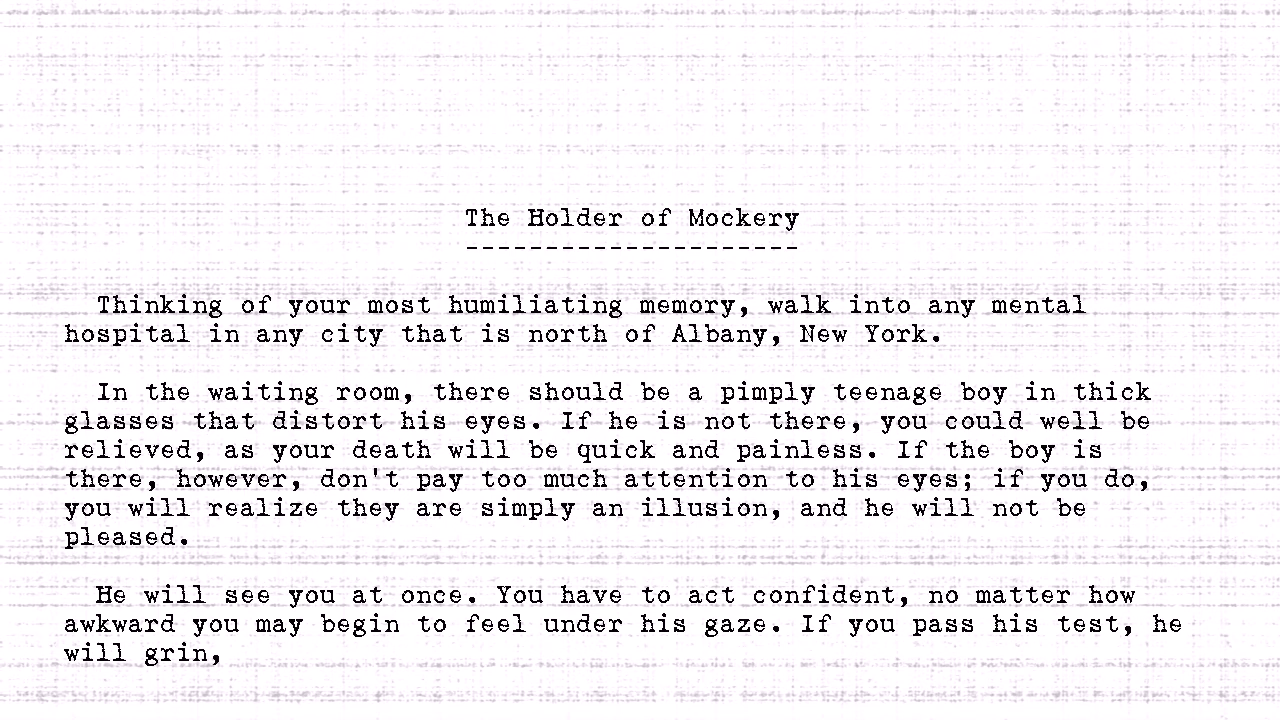 The Holder of Mockery
---------------------
Thinking of your most humiliating memory, walk into any mental
hospital in any city that is north of Albany, New York.
In the waiting room, there should be a pimply teenage boy in thick
glasses that distort his eyes. If he is not there, you could well be
relieved, as your death will be quick and painless. If the boy is
there, however, don't pay too much attention to his eyes; if you do,
you will realize they are simply an illusion, and he will not be
pleased.
He will see you at once. You have to act confident, no matter how
awkward you may begin to feel under his gaze. If you pass his test, he
will grin,